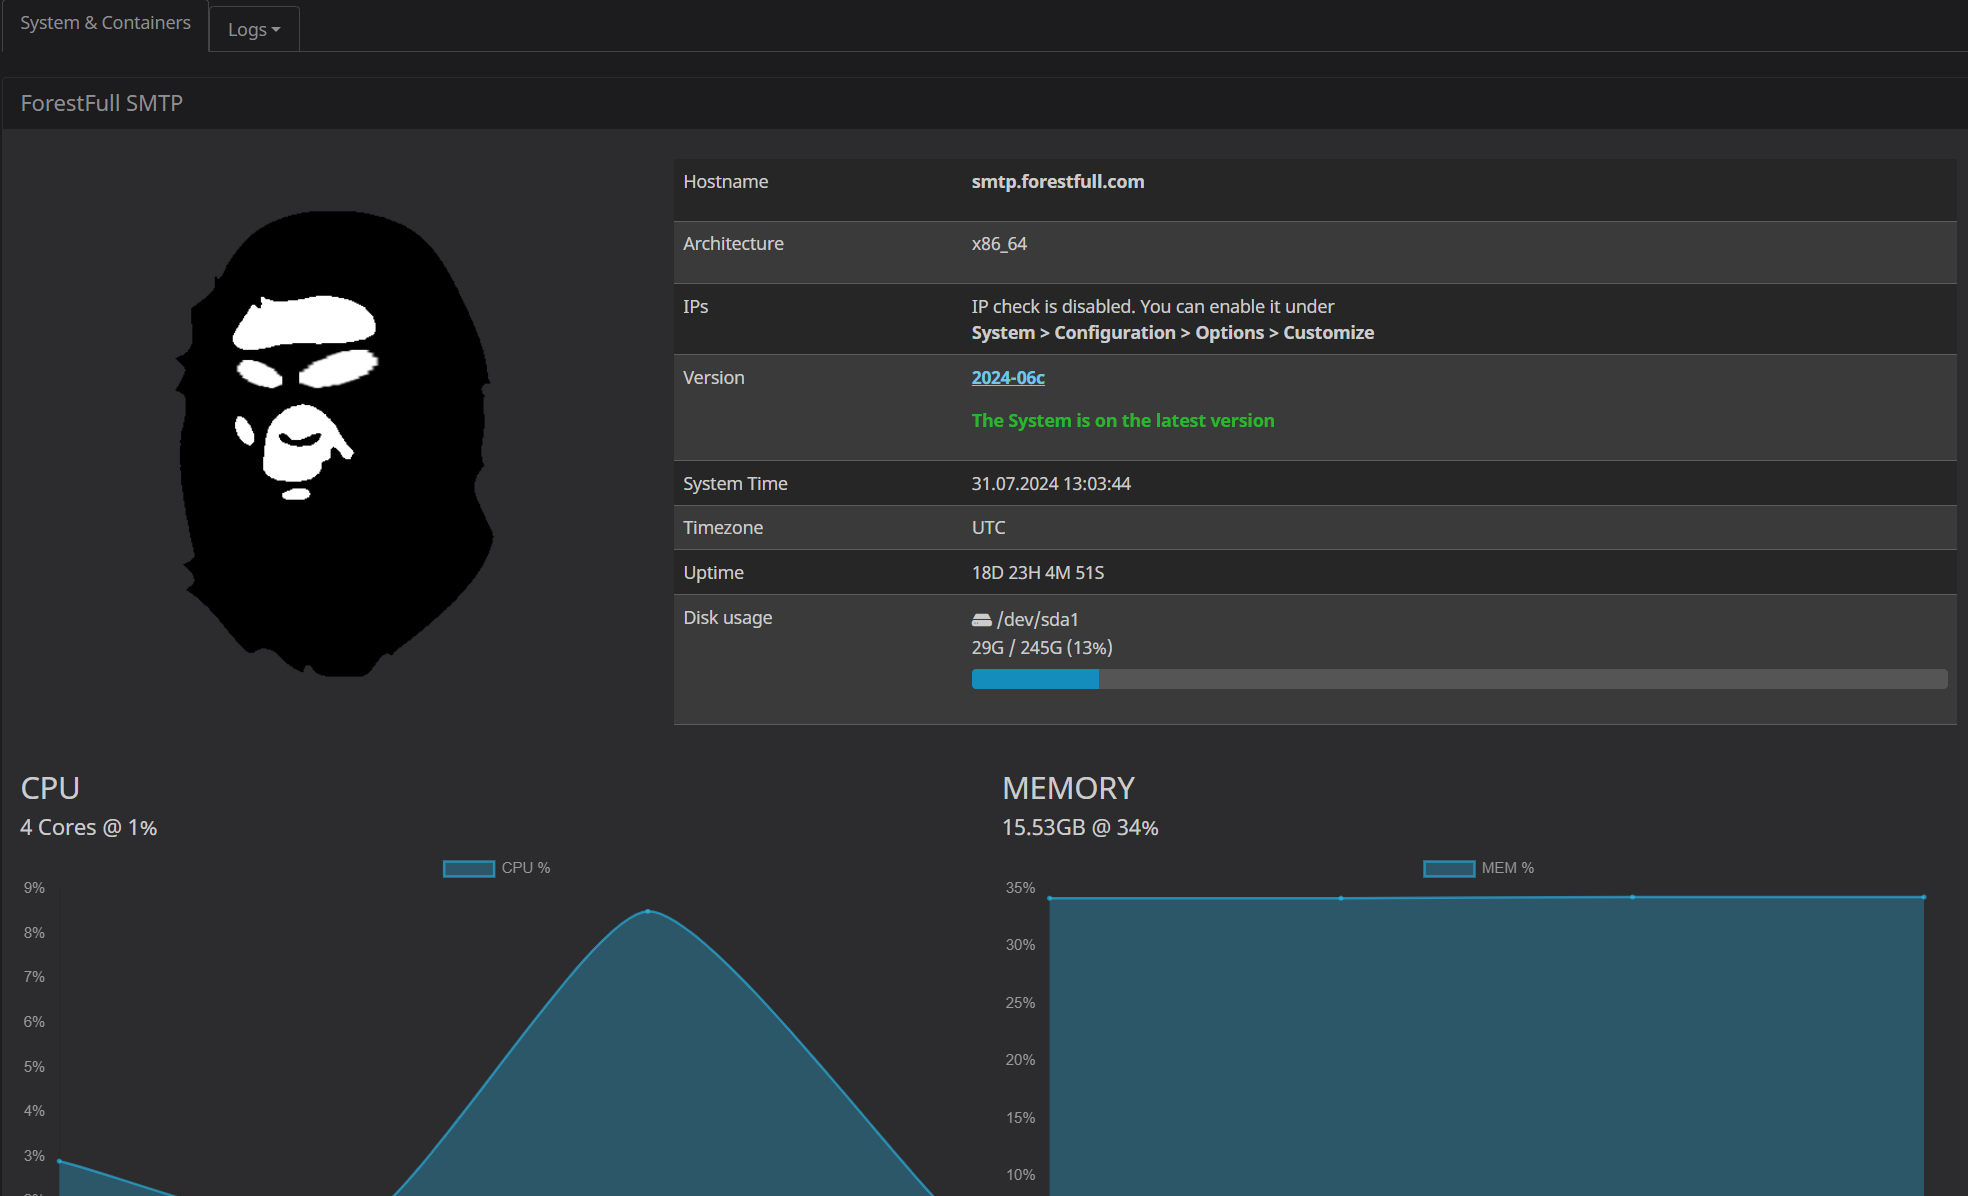 System & Containers
Logs
ForestFull SMTP
Hostname smtp.forestfull.com
Architecture x86_64
IPs IP check is disabled. You can enable it under
System > Configuration > Options > Customize
Version 2024-06c
The System is on the latest version
System Time 31.07.2024 13:03:44
Timezone UTC
Uptime 18D 23H 4M 51S
Disk usage /dev/sda1
29G / 245G (13%)
CPU
4 Cores @ 1%
CPU %
9%
8%
7%
6%
5%
4%
3%
MEMORY
15.53GB @ 34%
MEM %
35%
30%
25%
20%
15%
10%